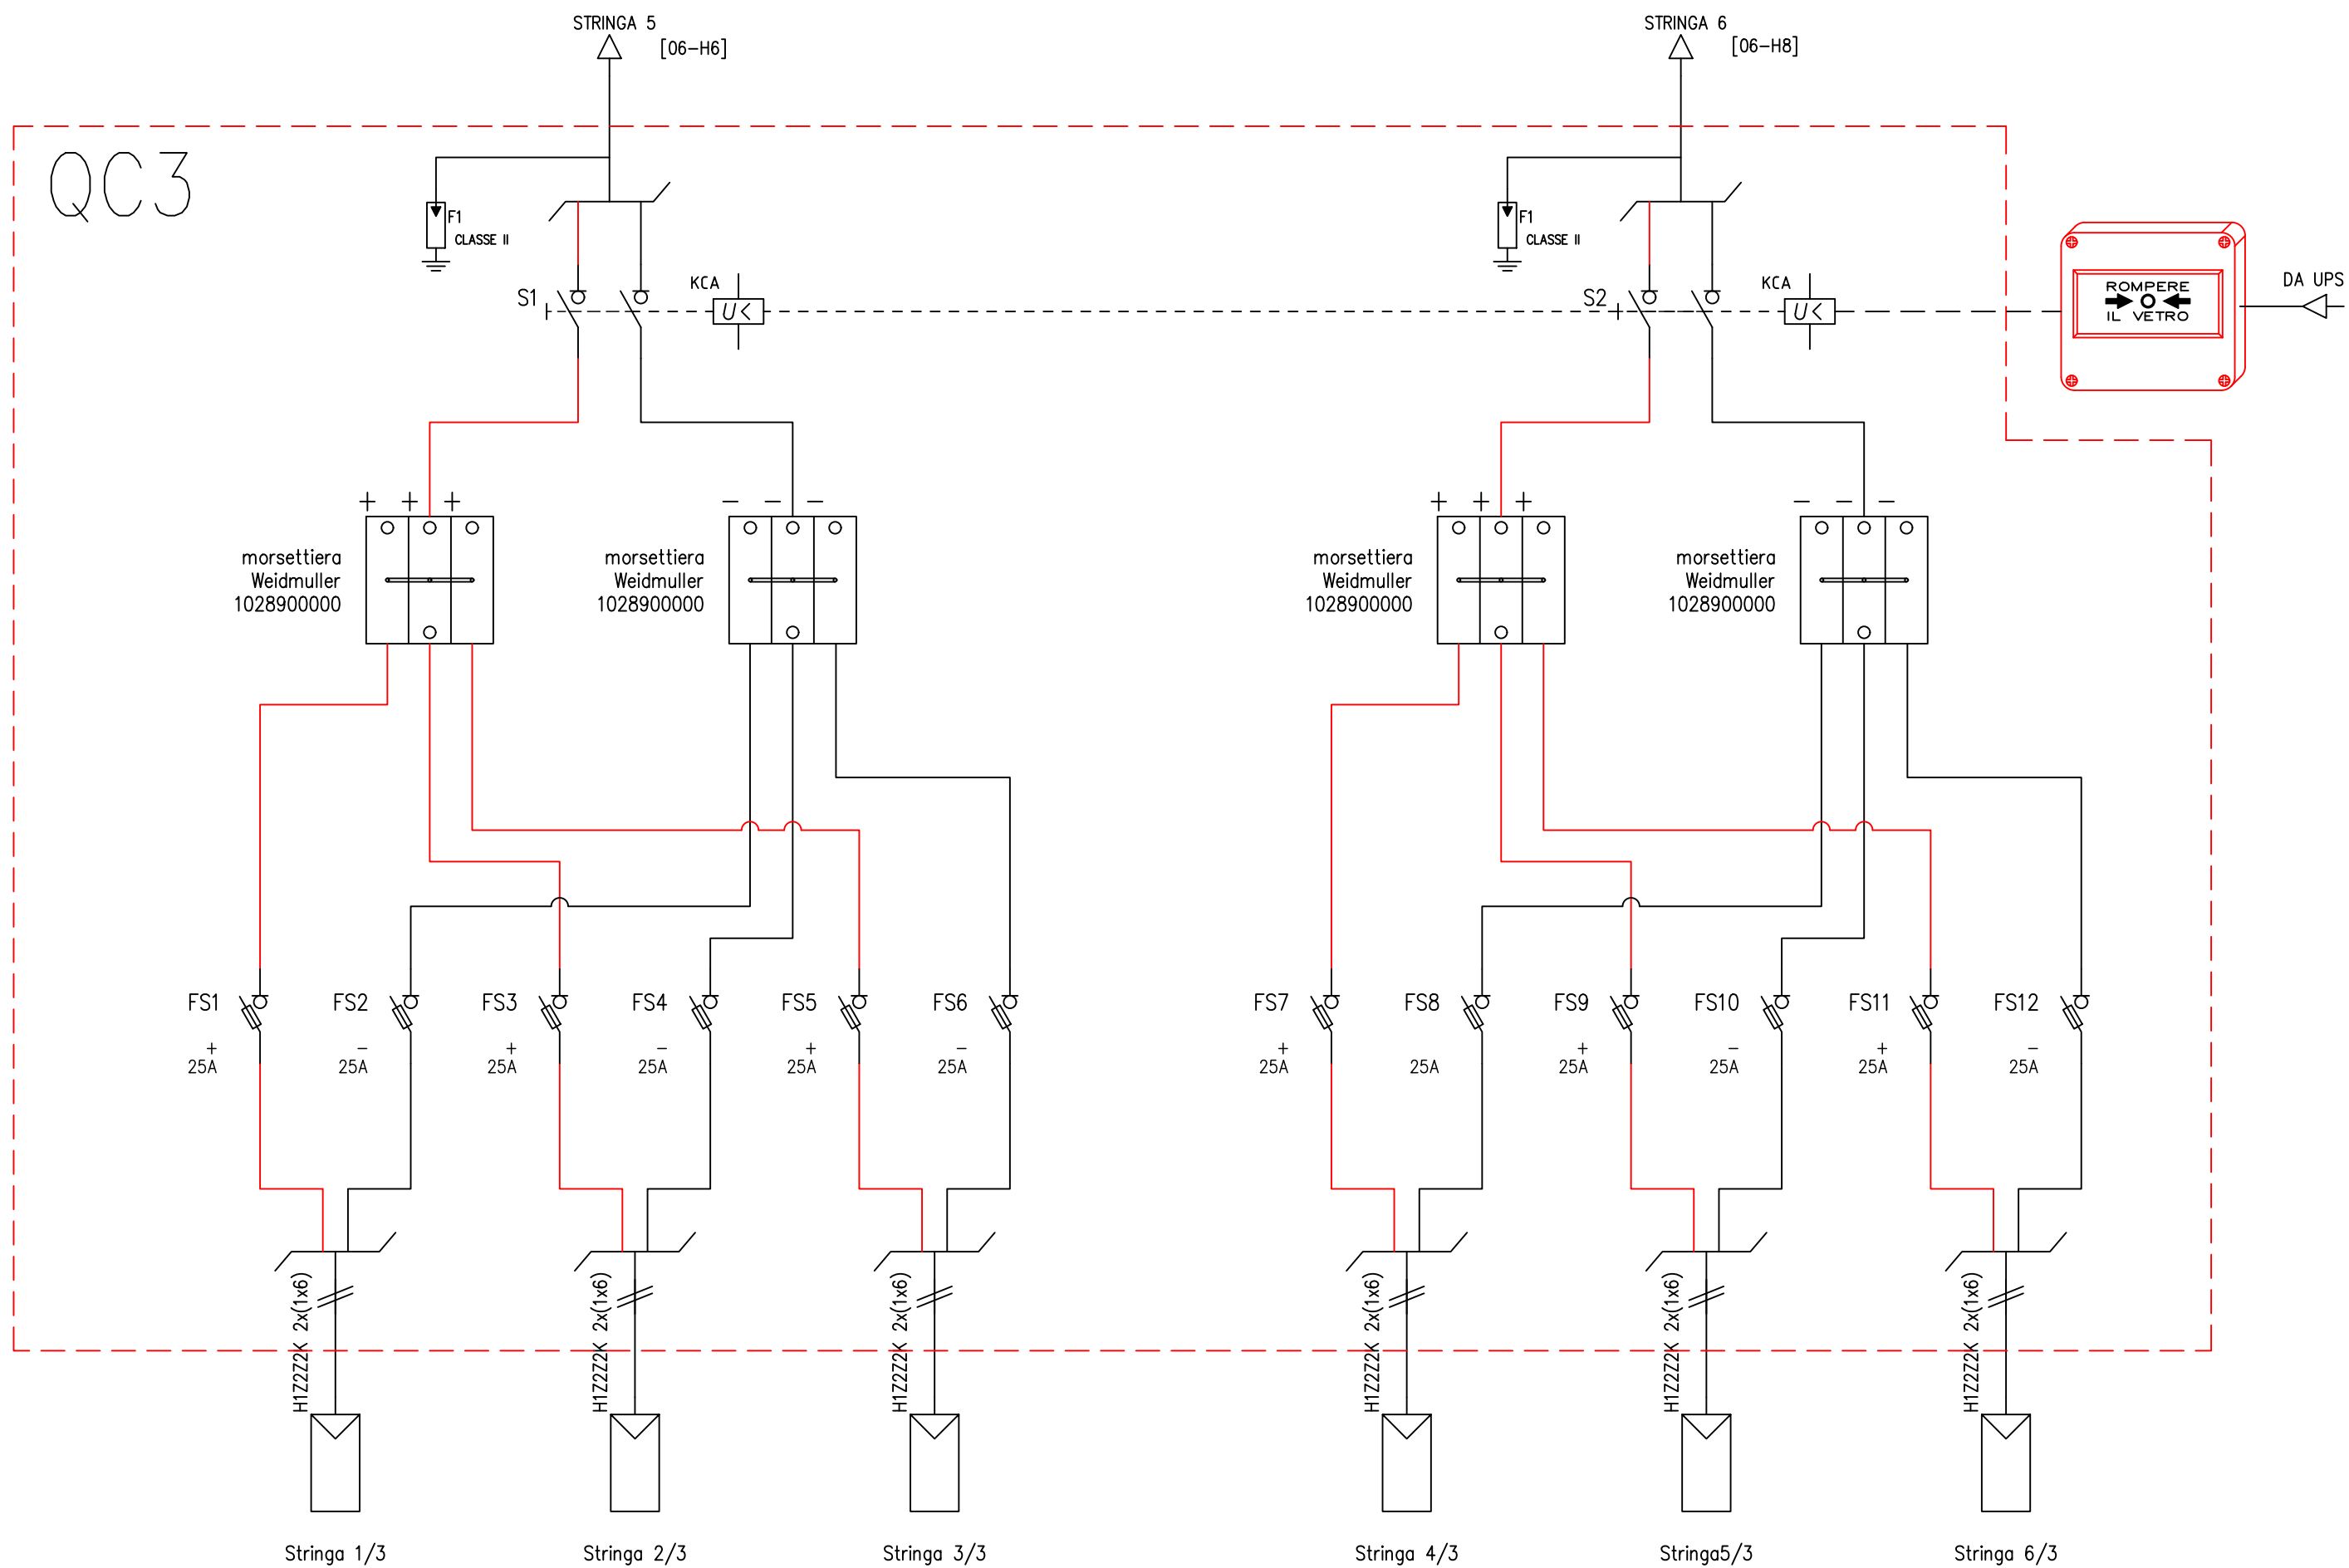 STRINGA 5
[06-H6]
STRINGA 6
[06-H8]
QC3
F1
CLASSE II
F1
CLASSE II
S1
KCA
U<
S2
KCA
U<
ROMPERE
IL VETRO
DA UPS
+ + +
- - -
+ + +
- - -
morsettiera
Weidmuller
1028900000
morsettiera
Weidmuller
1028900000
morsettiera
Weidmuller
1028900000
morsettiera
Weidmuller
1028900000
FS1
+
25A
FS2
-
25A
FS3
+
25A
FS4
-
25A
FS5
+
25A
FS6
-
25A
FS7
+
25A
FS8
25A
FS9
+
25A
FS10
-
25A
FS11
+
25A
FS12
-
25A
H1Z2Z2K 2x(1x6)
H1Z2Z2K 2x(1x6)
H1Z2Z2K 2x(1x6)
H1Z2Z2K 2x(1x6)
H1Z2Z2K 2x(1x6)
H1Z2Z2K 2x(1x6)
Stringa 1/3
Stringa 2/3
Stringa 3/3
Stringa 4/3
Stringa5/3
Stringa 6/3